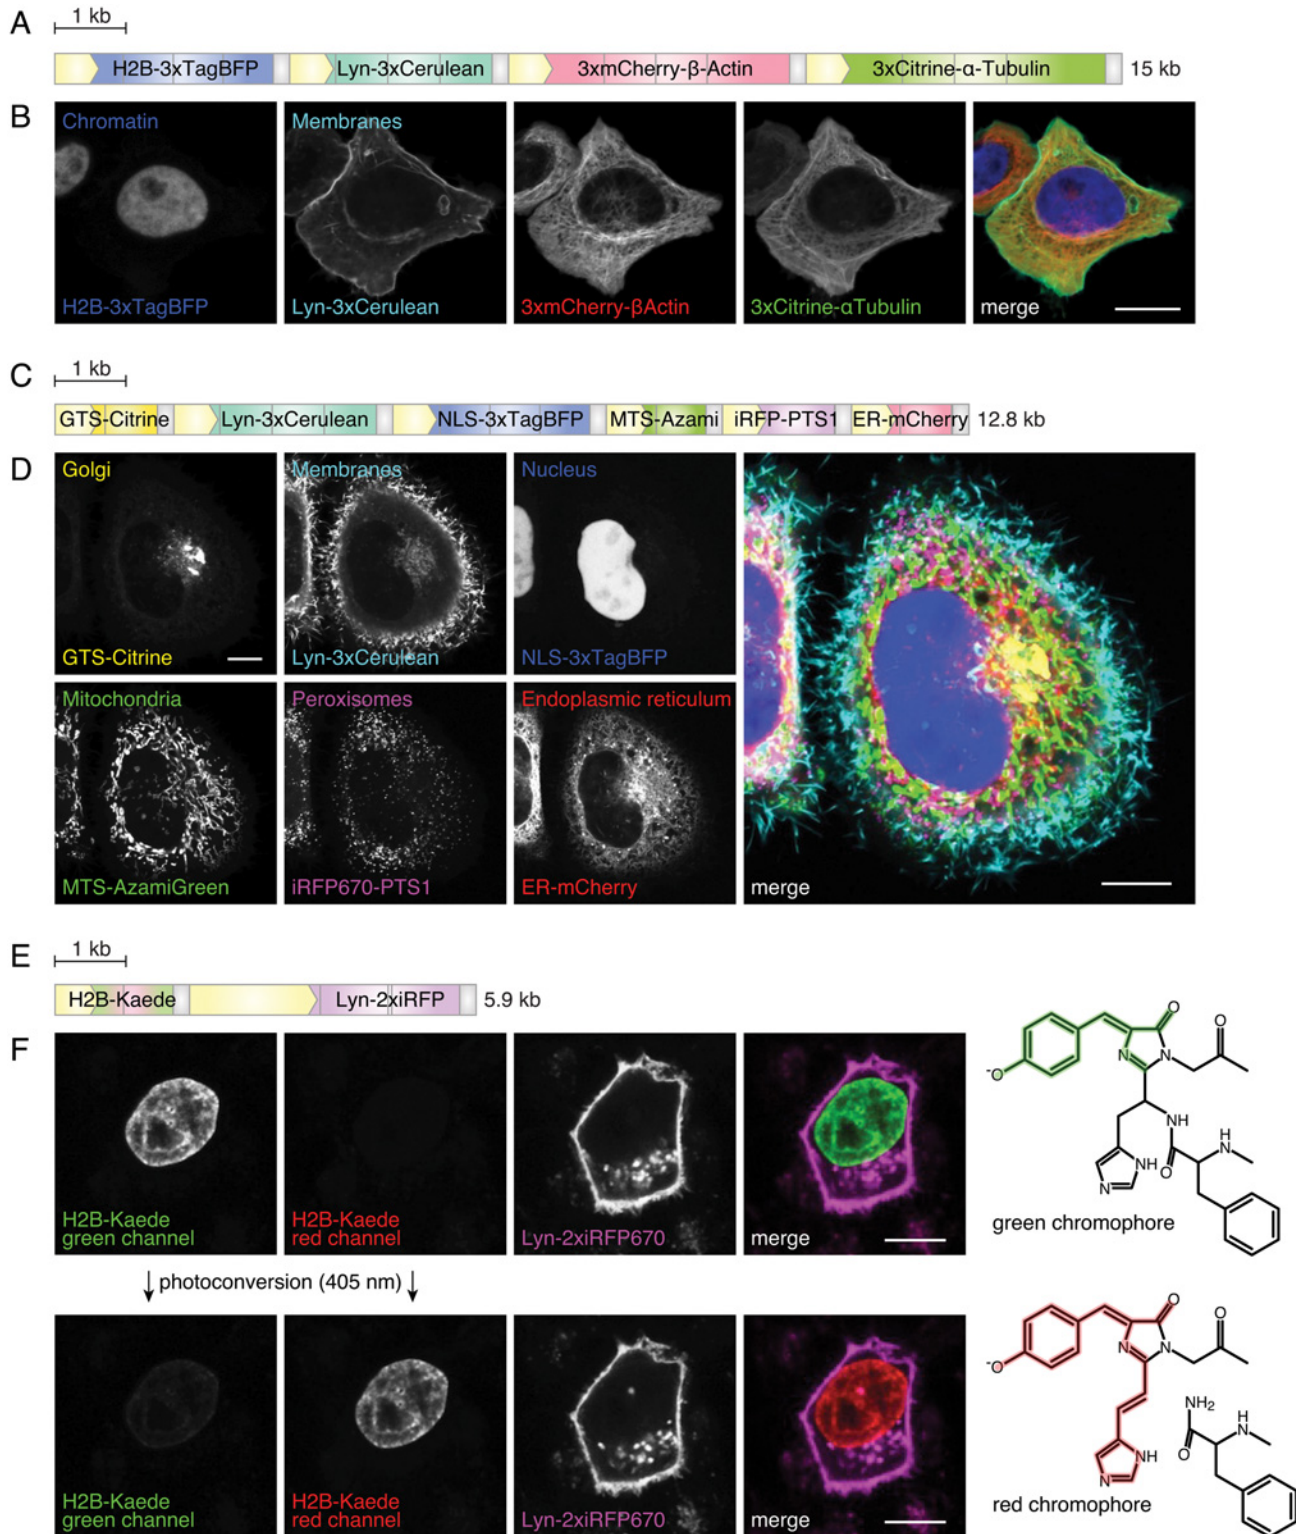 A
1 kb
H2B-3xTagBFP
Lyn-3xCerulean
3xmCherry-β-Actin
3xCitrine-α-Tubulin
15 kb
B
Chromatin
Membranes
H2B-3xTagBFP
Lyn-3xCerulean
3xmCherry-βActin
3xCitrine-αTubulin
merge
C
1 kb
GTS-Citrine
Lyn-3xCerulean
NLS-3xTagBFP
MTS-Azami
iRFP-PTS1
ER-mCherry
12.8 kb
D
Golgi
Membranes
Nucleus
GTS-Citrine
Lyn-3xCerulean
NLS-3xTagBFP
Mitochondria
Peroxisomes
Endoplasmic reticulum
MTS-AzamiGreen
iRFP670-PTS1
ER-mCherry
merge
E
1 kb
H2B-Kaede
Lyn-2xiRFP
5.9 kb
F
H2B-Kaede
green channel
H2B-Kaede
red channel
Lyn-2xiRFP670
merge
O
O
N
N
-O
NH
H
N
O
NH
N
green chromophore
photoconversion (405 nm)
H2B-Kaede
green channel
H2B-Kaede
red channel
Lyn-2xiRFP670
merge
O
O
N
N
-O
NH2
H
N
O
NH
N
red chromophore